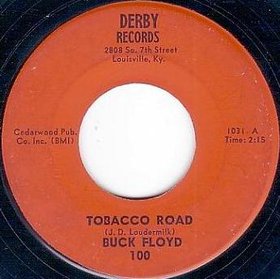 DERBY
RECORDS
2808 So. 7th Street
Louisville, Ky.
Cedarwood Pub.
Co. Inc. (BMI)
1031 - A
Time: 2:15
TOBACCO ROAD
(J. D. Loudermilk)
BUCK FLOYD
100